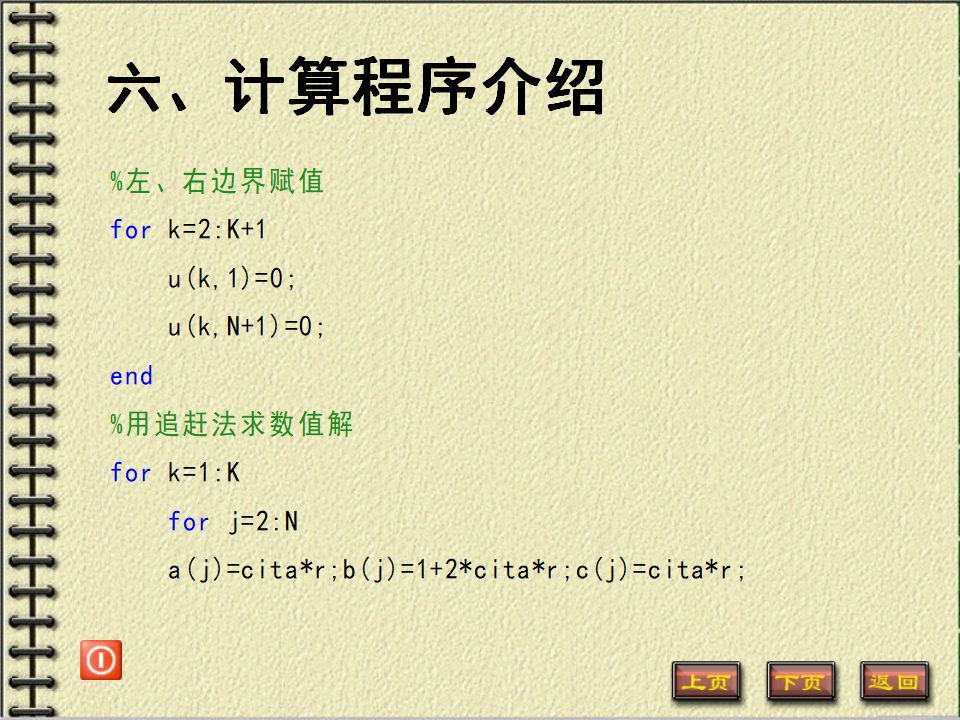 六、计算程序介绍
%左、右边界赋值
for k=2:K+1
    u(k,1)=0;
    u(k,N+1)=0;
end
%用追赶法求数值解
for k=1:K
    for j=2:N
    a(j)=cita*r;b(j)=1+2*cita*r;c(j)=cita*r;
上页 下页 返回